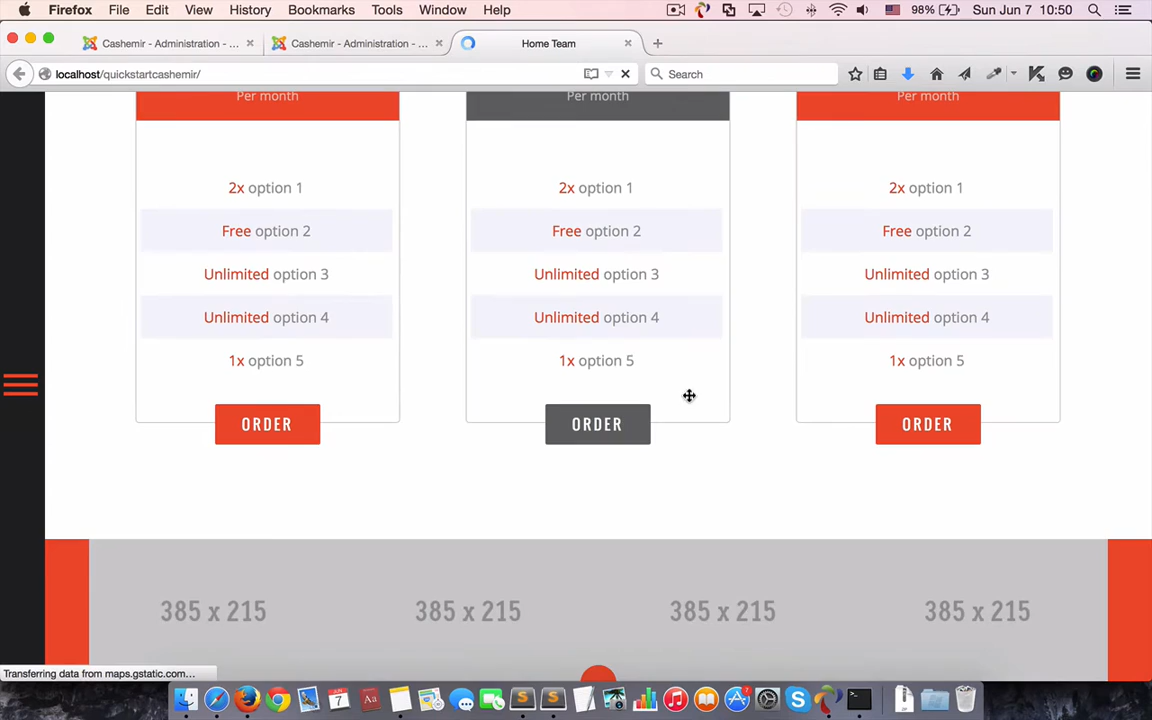 Firefox File Edit View History Bookmarks Tools Window Help 98% Sun Jun 7 10:50
Cashemir - Administration - ... Cashemir - Administration - ... Home Team
localhost/quickstartcashemir/ Search
Per month Per month Per month
2x option 1 2x option 1 2x option 1
Free option 2 Free option 2 Free option 2
Unlimited option 3 Unlimited option 3 Unlimited option 3
Unlimited option 4 Unlimited option 4 Unlimited option 4
1x option 5 1x option 5 1x option 5
ORDER ORDER ORDER
385 x 215 385 x 215 385 x 215 385 x 215
Transferring data from maps.gstatic.com...